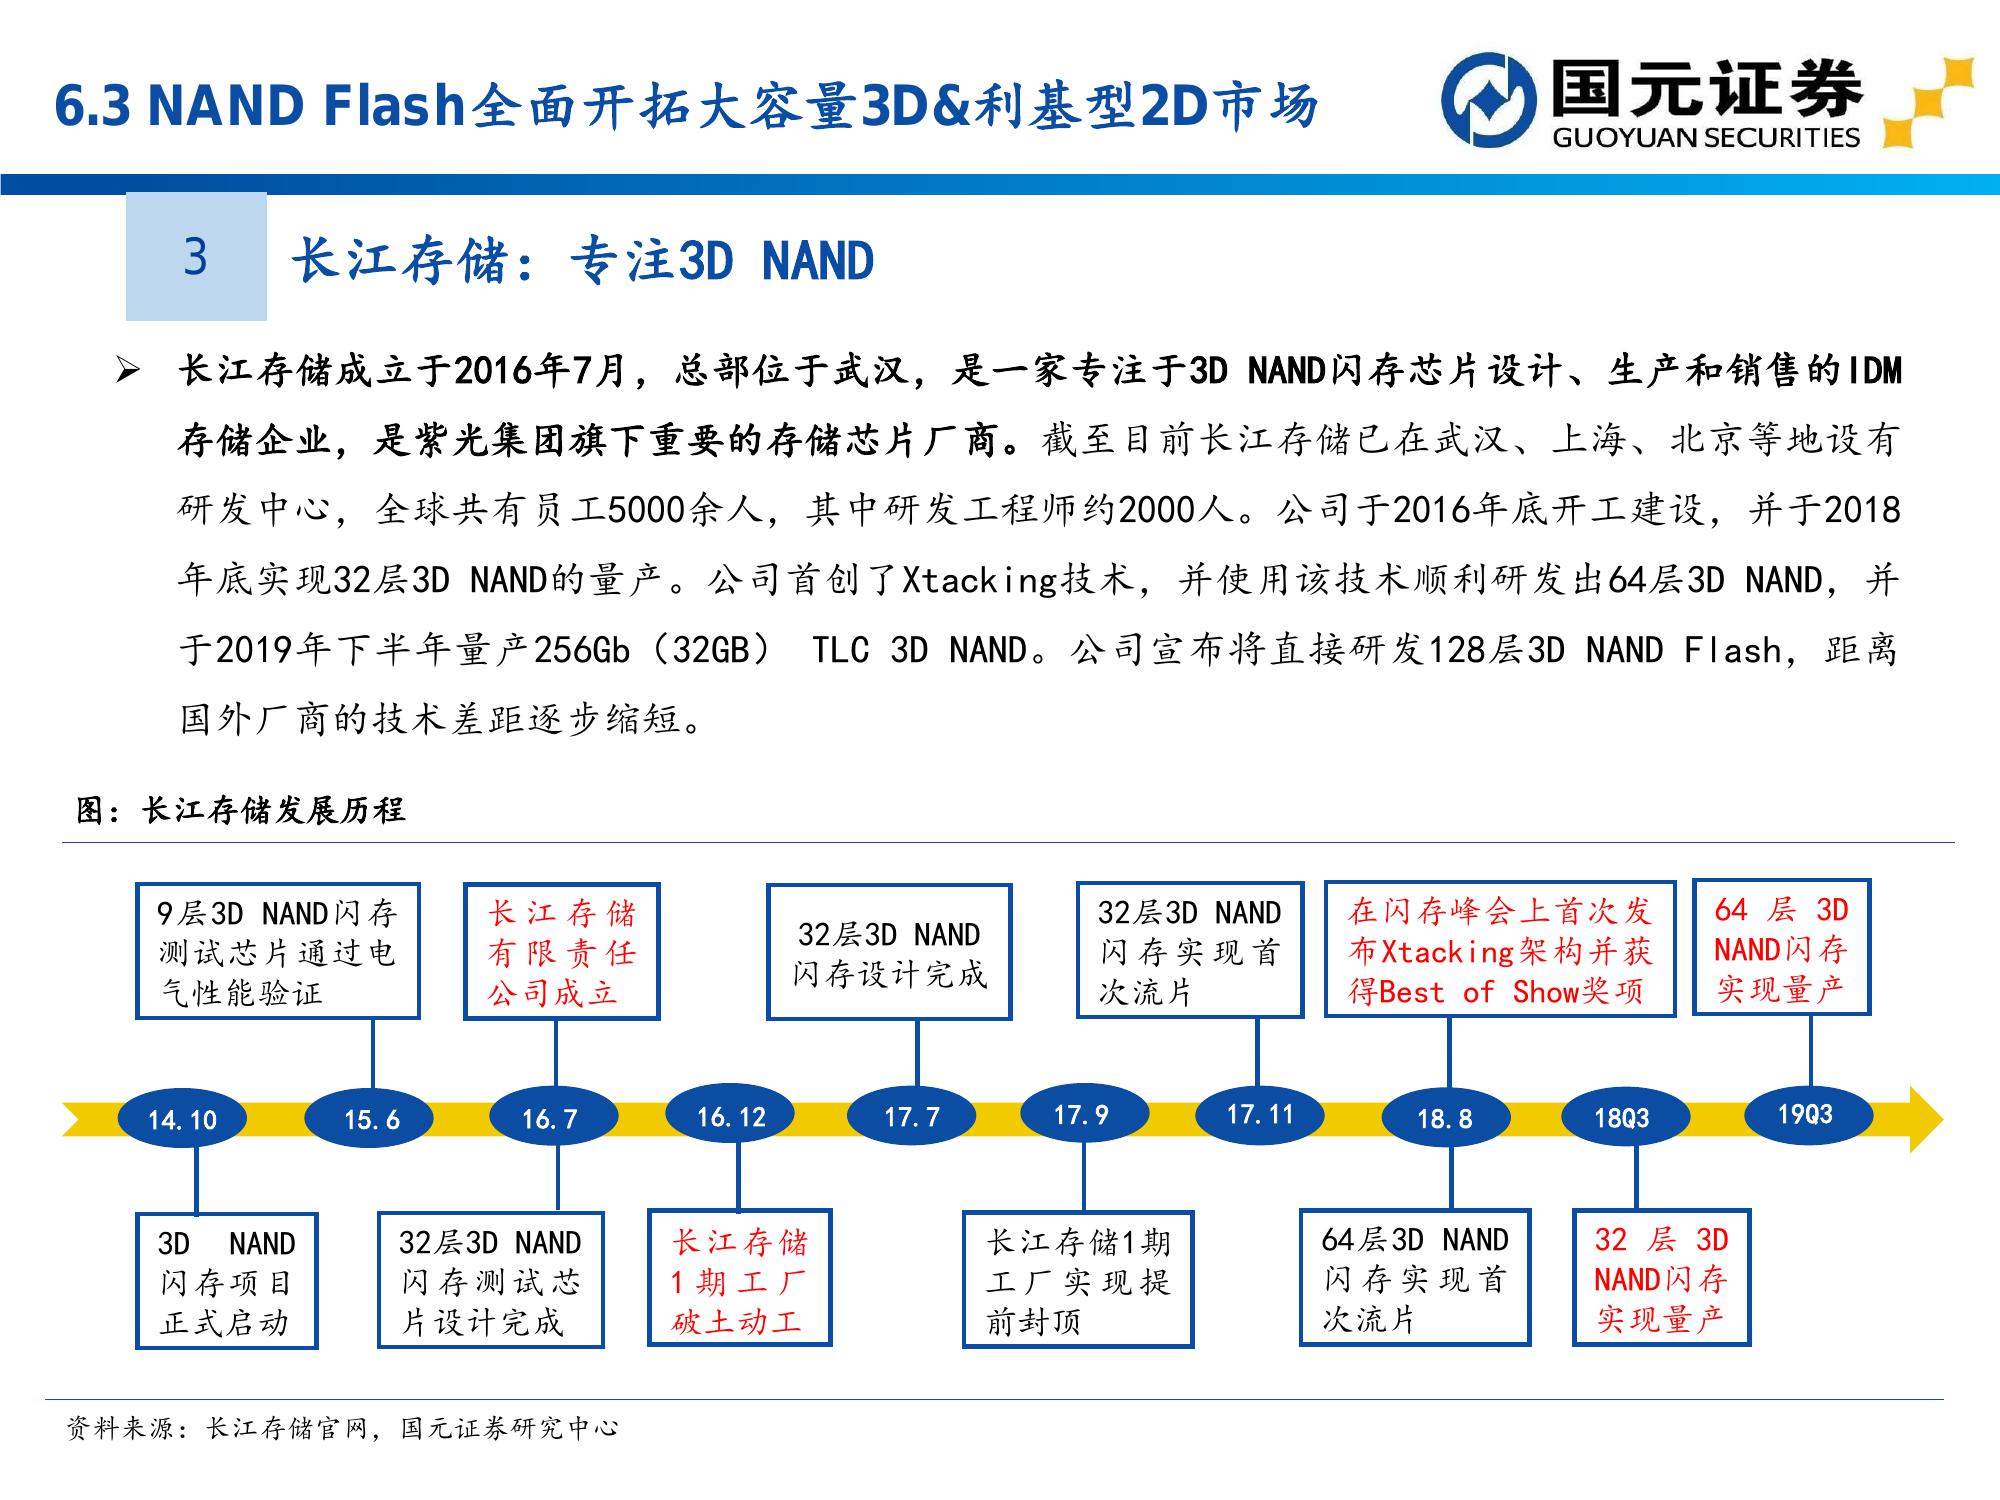 6.3 NAND Flash全面开拓大容量3D&利基型2D市场
国元证券
GUOYUAN SECURITIES
3
长江存储：专注3D NAND
➢ 长江存储成立于2016年7月，总部位于武汉，是一家专注于3D NAND闪存芯片设计、生产和销售的IDM
存储企业，是紫光集团旗下重要的存储芯片厂商。截至目前长江存储已在武汉、上海、北京等地设有
研发中心，全球共有员工5000余人，其中研发工程师约2000人。公司于2016年底开工建设，并于2018
年底实现32层3D NAND的量产。公司首创了Xtacking技术，并使用该技术顺利研发出64层3D NAND，并
于2019年下半年量产256Gb（32GB） TLC 3D NAND。公司宣布将直接研发128层3D NAND Flash，距离
国外厂商的技术差距逐步缩短。
图：长江存储发展历程
9层3D NAND闪存
测试芯片通过电
气性能验证
长江存储
有限责任
公司成立
32层3D NAND
闪存设计完成
32层3D NAND
闪存实现首
次流片
在闪存峰会上首次发
布Xtacking架构并获
得Best of Show奖项
64 层 3D
NAND闪存
实现量产
14.10
15.6
16.7
16.12
17.7
17.9
17.11
18.8
18Q3
19Q3
3D NAND
闪存项目
正式启动
32层3D NAND
闪存测试芯
片设计完成
长江存储
1期工厂
破土动工
长江存储1期
工厂实现提
前封顶
64层3D NAND
闪存实现首
次流片
32 层 3D
NAND闪存
实现量产
资料来源：长江存储官网，国元证券研究中心